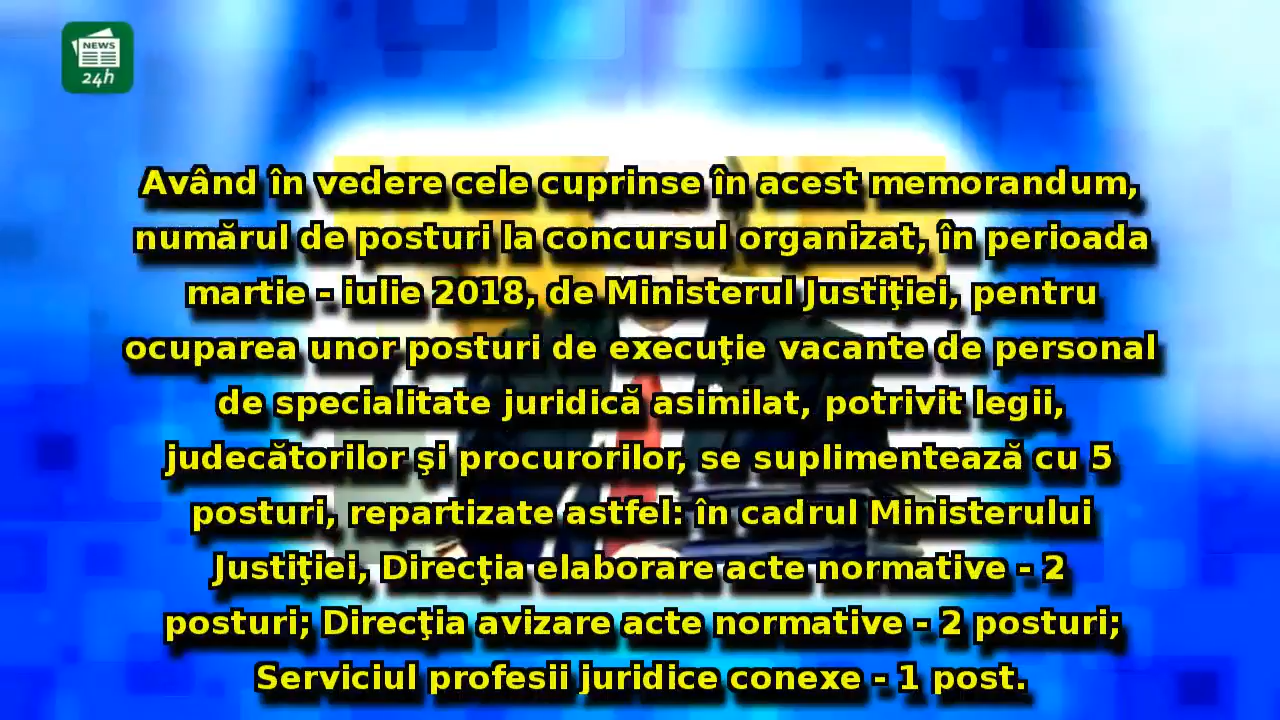 NEWS
24h
Având în vedere cele cuprinse în acest memorandum,
numărul de posturi la concursul organizat, în perioada
martie - iulie 2018, de Ministerul Justiţiei, pentru
ocuparea unor posturi de execuţie vacante de personal
de specialitate juridică asimilat, potrivit legii,
judecătorilor şi procurorilor, se suplimentează cu 5
posturi, repartizate astfel: în cadrul Ministerului
Justiţiei, Direcţia elaborare acte normative - 2
posturi; Direcţia avizare acte normative - 2 posturi;
Serviciul profesii juridice conexe - 1 post.